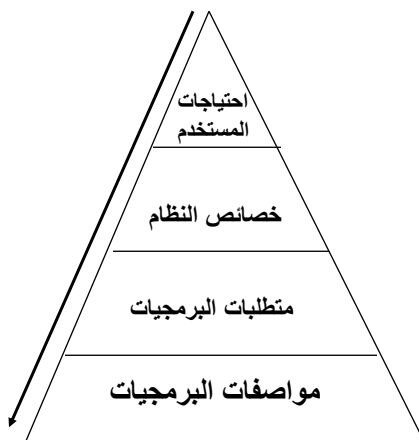 احتياجات
المستخدم
خصائص النظام
متطلبات البرمجيات
مواصفات البرمجيات